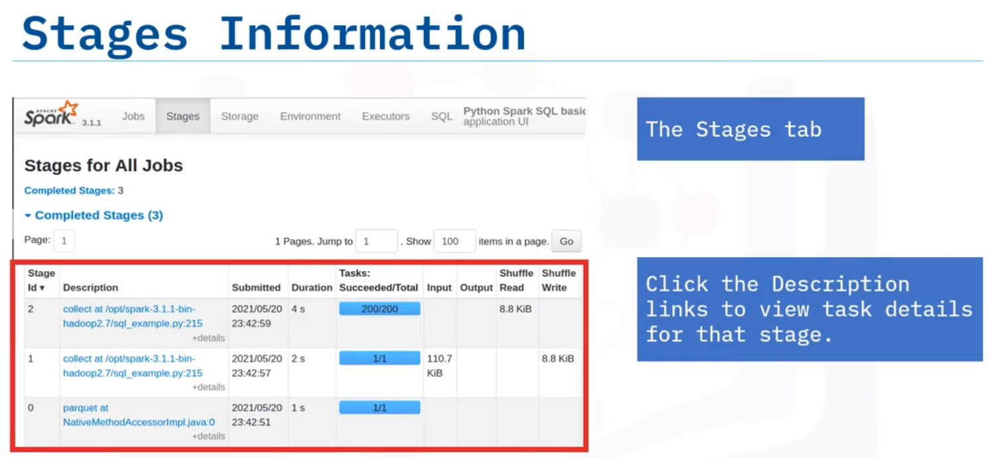 Stages Information
APACHE Spark 3.1.1 Jobs Stages Storage Environment Executors SQL Python Spark SQL basic
application UI
Stages for All Jobs
Completed Stages: 3
Completed Stages (3)
Page: 1 1 Pages. Jump to 1 . Show 100 items in a page. Go
Stage Tasks: Shuffle Shuffle
Id ▾ Description Submitted Duration Succeeded/Total Input Output Read Write
2 collect at /opt/spark-3.1.1-bin- 2021/05/20 4 s 200/200 8.8 KiB
hadoop2.7/sql_example.py:215 23:42:59
+details
1 collect at /opt/spark-3.1.1-bin- 2021/05/20 2 s 1/1 110.7 8.8 KiB
hadoop2.7/sql_example.py:215 23:42:57 KiB
+details
0 parquet at 2021/05/20 1 s 1/1
NativeMethodAccessorImpl.java:0 23:42:51
+details
The Stages tab
Click the Description
links to view task details
for that stage.